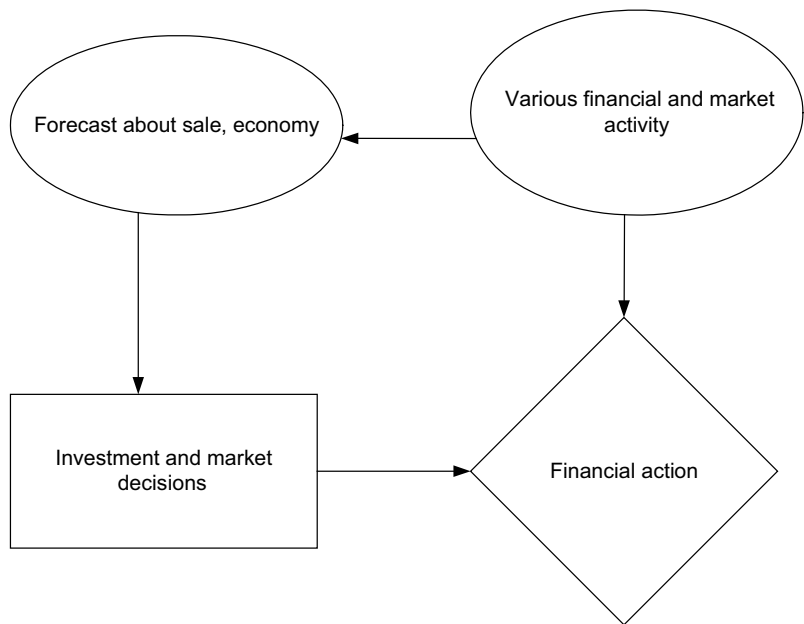 Forecast about sale, economy
Various financial and market
activity
Investment and market
decisions
Financial action